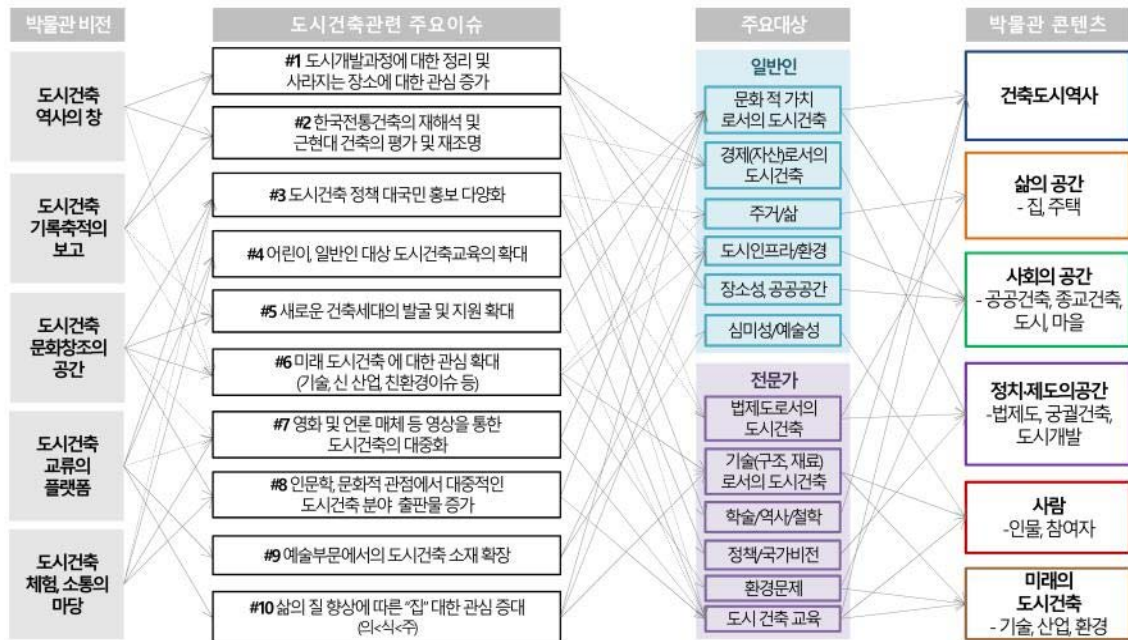 박물관 비전
도시건축
역사의 창
도시건축
기록축적의
보고
도시건축
문화창조의
공간
도시건축
교류의
플랫폼
도시건축
체험, 소통의
마당
도시건축관련 주요이슈
#1 도시개발과정에 대한 정리 및
사라지는 장소에 대한 관심 증가
#2 한국전통건축의 재해석 및
근현대 건축의 평가 및 재조명
#3 도시건축 정책 대국민 홍보 다양화
#4 어린이, 일반인 대상 도시건축교육의 확대
#5 새로운 건축세대의 발굴 및 지원 확대
#6 미래 도시건축 에 대한 관심 확대
(기술, 신 산업, 친환경이슈 등)
#7 영화 및 언론 매체 등 영상을 통한
도시건축의 대중화
#8 인문학, 문화적 관점에서 대중적인
도시건축 분야 출판물 증가
#9 예술부문에서의 도시건축 소재 확장
#10 삶의 질 향상에 따른 "집" 대한 관심 증대
(의<식<주)
주요대상
일반인
문화 적 가치
로서의 도시건축
경제(자산)로서의
도시건축
주거/삶
도시인프라/환경
장소성, 공공공간
심미성/예술성
전문가
법제도로서의
도시건축
기술(구조, 재료)
로서의 도시건축
학술/역사/철학
정책/국가비전
환경문제
도시 건축 교육
박물관 콘텐츠
건축도시역사
삶의 공간
- 집, 주택
사회의 공간
- 공공건축, 종교건축,
도시, 마을
정치·제도의공간
-법제도, 궁궐건축,
도시개발
사람
-인물, 참여자
미래의
도시건축
- 기술, 산업, 환경